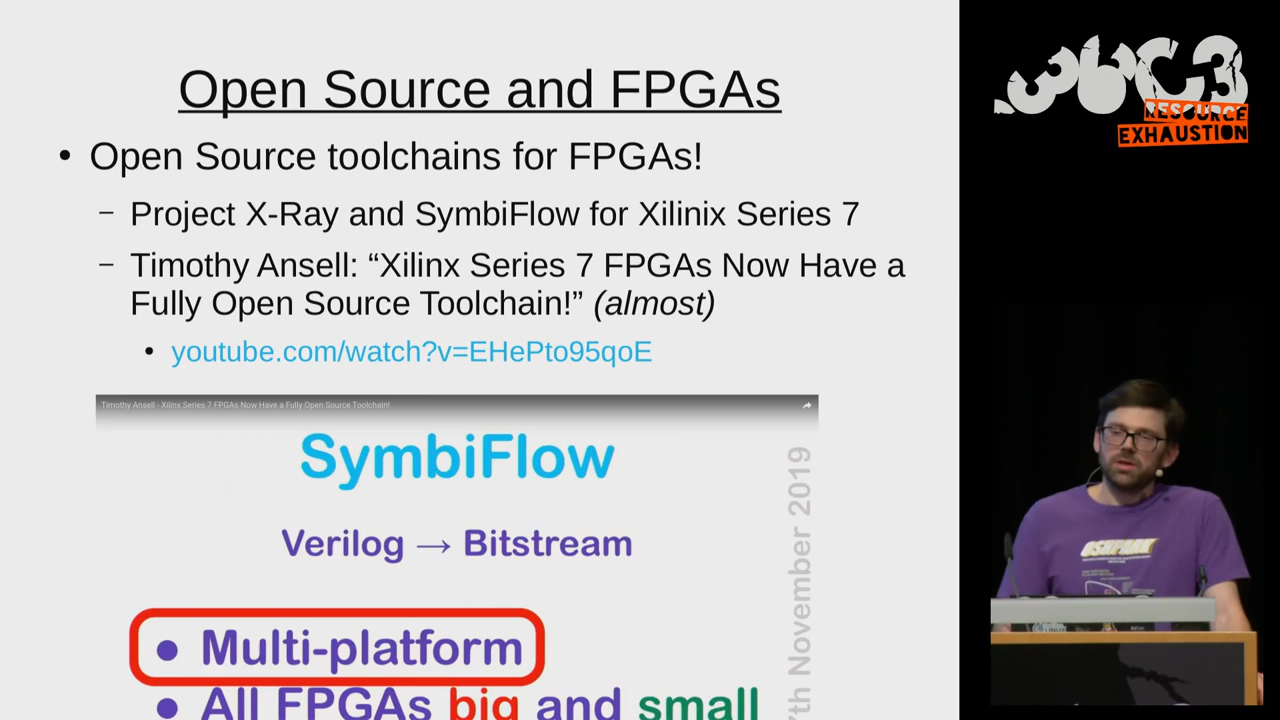 Open Source and FPGAs
• Open Source toolchains for FPGAs!
– Project X-Ray and SymbiFlow for Xilinix Series 7
– Timothy Ansell: “Xilinx Series 7 FPGAs Now Have a
Fully Open Source Toolchain!” (almost)
• youtube.com/watch?v=EHePto95qoE
Timothy Ansell - Xilinx Series 7 FPGAs Now Have a Fully Open Source Toolchain!
SymbiFlow
Verilog → Bitstream
• Multi-platform
• All FPGAs big and small
7th November 2019
36C3
RESOURCE
EXHAUSTION
OSHPARK